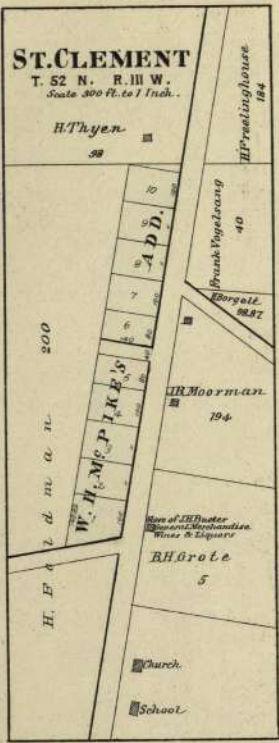 ST. CLEMENT
T. 52 N. R. III W.
Scale 300 ft. to 1 Inch.
H. Thyen
98
H. Freelinghouse
184
Frank Vogelsang
40
H. Borgelt
98.87
W. H. McPIKE'S ADD.
10
9
8
7
6
5
200
H. Feldman
J.R. Moorman
194
Store of J.H. Buster
General Merchandise
Wines & Liquors
B.H. Grote
5
Church
School